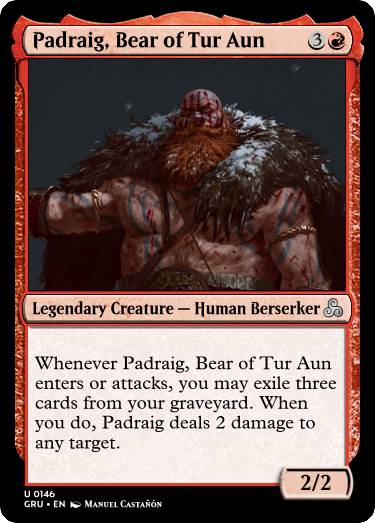 Padraig, Bear of Tur Aun 3
Legendary Creature — Human Berserker
Whenever Padraig, Bear of Tur Aun
enters or attacks, you may exile three
cards from your graveyard. When
you do, Padraig deals 2 damage to
any target.
2/2
U 0146
GRU • EN Manuel Castañón